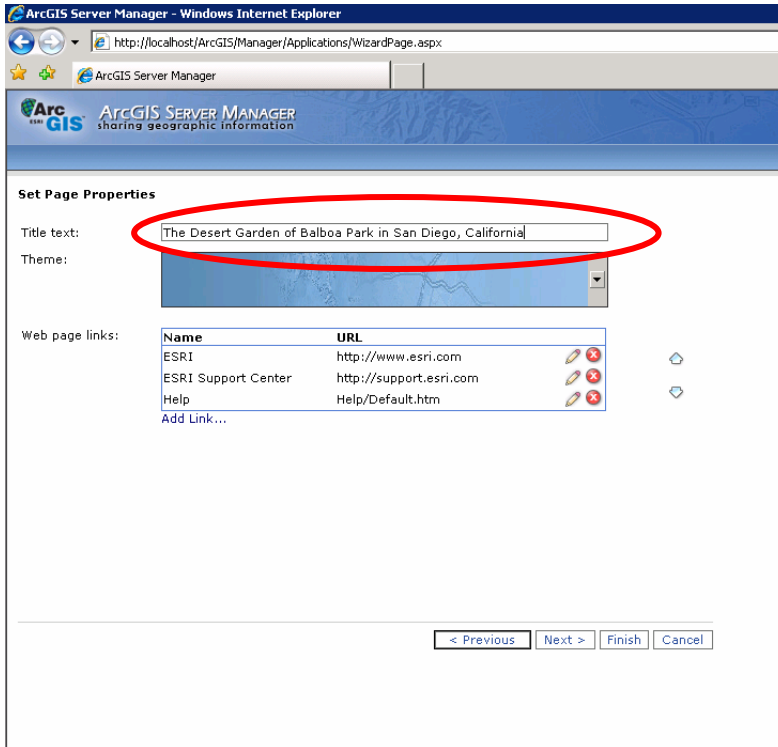 ArcGIS Server Manager - Windows Internet Explorer
http://localhost/ArcGIS/Manager/Applications/WizardPage.aspx
ArcGIS Server Manager
Arc ESRI GIS ARCGIS SERVER MANAGER
sharing geographic information
Set Page Properties
Title text: The Desert Garden of Balboa Park in San Diego, California
Theme:
Web page links: Name URL
ESRI http://www.esri.com
ESRI Support Center http://support.esri.com
Help Help/Default.htm
Add Link...
< Previous Next > Finish Cancel